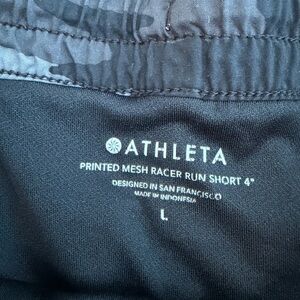 ATHLETA
PRINTED MESH RACER RUN SHORT 4"
DESIGNED IN SAN FRANCISCO
MADE IN INDONESIA
L